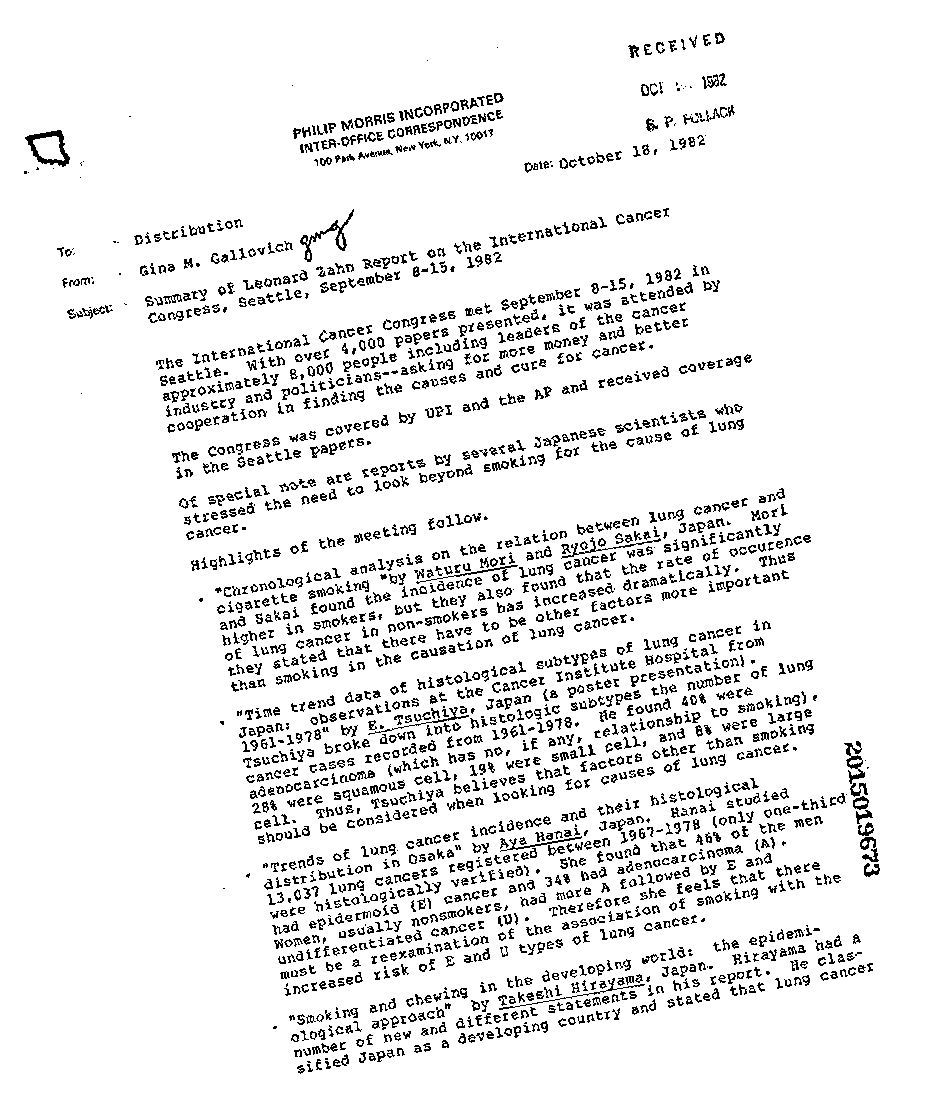 RECEIVED
OCT 1982
S. P. POLLACK
PHILIP MORRIS INCORPORATED
INTER-OFFICE CORRESPONDENCE
100 Park Avenue, New York, N.Y. 10017
Date: October 18, 1982
To: Distribution
From: Gina M. Gallovich gmg
Subject: Summary of Leonard Zahn Report on the International Cancer
Congress, Seattle, September 8-15, 1982
The International Cancer Congress met September 8-15, 1982 in
Seattle. With over 4,000 papers presented, it was attended by
approximately 8,000 people including leaders of the cancer
industry and politicians--asking for more money and better
cooperation in finding the causes and cure for cancer.
The Congress was covered by UPI and the AP and received coverage
in the Seattle papers.
Of special note are reports by several Japanese scientists who
stressed the need to look beyond smoking for the cause of lung
cancer.
Highlights of the meeting follow.
• "Chronological analysis on the relation between lung cancer and
cigarette smoking "by Waturu Mori and Ryojo Sakai, Japan. Mori
and Sakai found the incidence of lung cancer was significantly
higher in smokers, but they also found that the rate of occurence
of lung cancer in non-smokers has increased dramatically. Thus
they stated that there have to be other factors more important
than smoking in the causation of lung cancer.
• "Time trend data of histological subtypes of lung cancer in
Japan: observations at the Cancer Institute Hospital from
1961-1978" by E. Tsuchiya, Japan (a poster presentation).
Tsuchiya broke down into histologic subtypes the number of lung
cancer cases recorded from 1961-1978. He found 40% were
adenocarcinoma (which has no, if any, relationship to smoking),
28% were squamous cell, 19% were small cell, and 8% were large
cell. Thus, Tsuchiya believes that factors other than smoking
should be considered when looking for causes of lung cancer.
• "Trends of lung cancer incidence and their histological
distribution in Osaka" by Aya Hanai, Japan. Hanai studied
13,037 lung cancers registered between 1967-1978 (only one-third
were histologically verified). She found that 46% of the men
had epidermoid (E) cancer and 34% had adenocarcinoma (A).
Women, usually nonsmokers, had more A followed by E and
undifferentiated cancer (U). Therefore she feels that there
must be a reexamination of the association of smoking with the
increased risk of E and U types of lung cancer.
• "Smoking and chewing in the developing world: the epidemi-
ological approach" by Takeshi Hirayama, Japan. Hirayama had a
number of new and different statements in his report. He clas-
sified Japan as a developing country and stated that lung cancer
2015019673